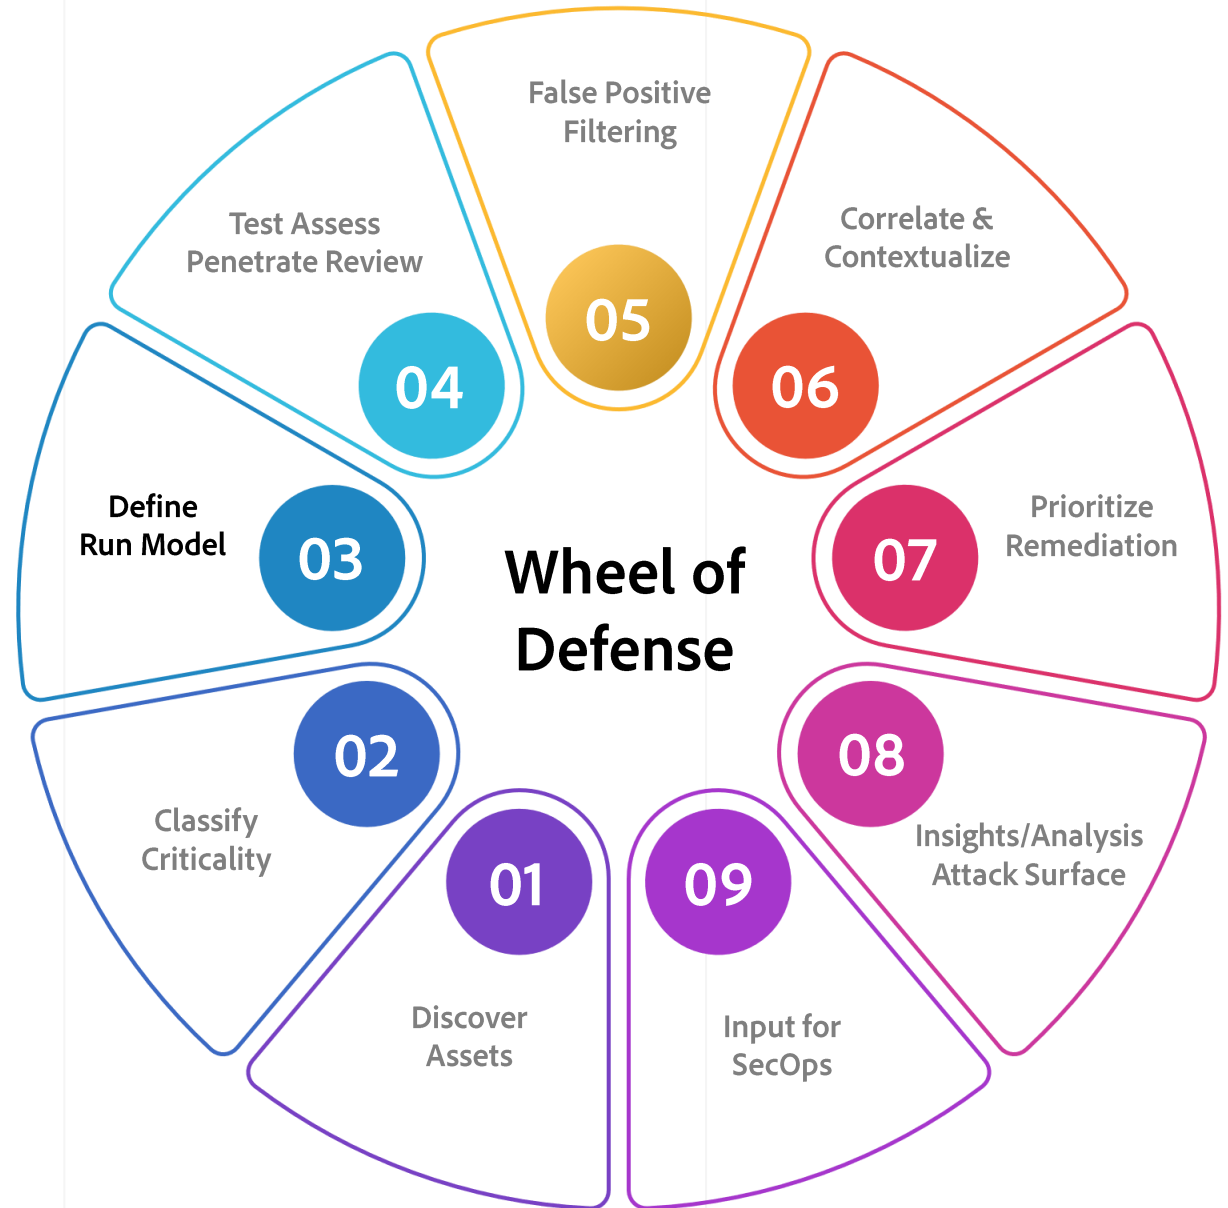 Wheel of
Defense
01
Discover
Assets
02
Classify
Criticality
03
Define
Run Model
04
Test Assess
Penetrate Review
05
False Positive
Filtering
06
Correlate &
Contextualize
07
Prioritize
Remediation
08
Insights/Analysis
Attack Surface
09
Input for
SecOps